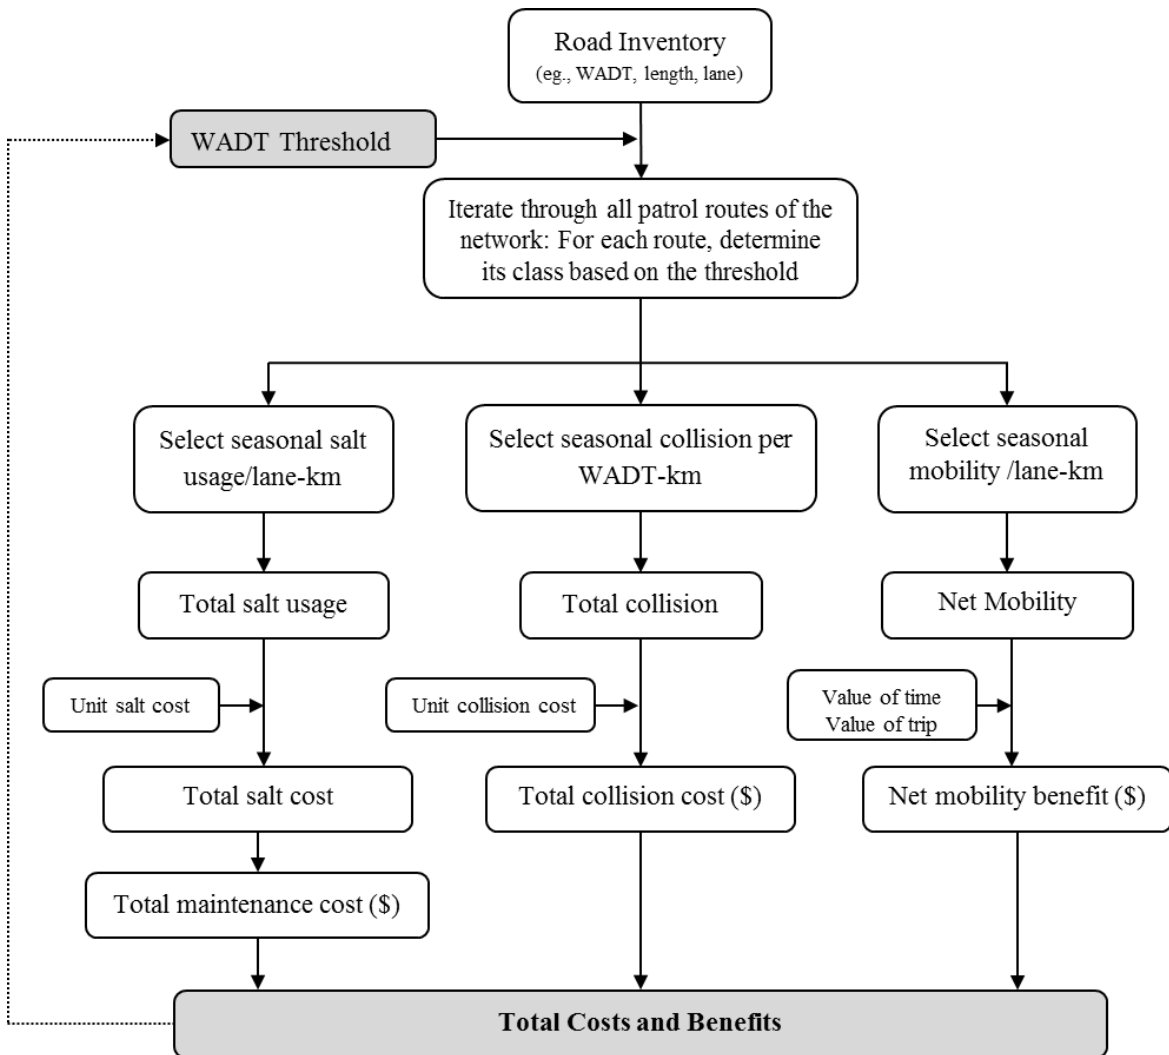 Road Inventory
(eg., WADT, length, lane)
WADT Threshold
Iterate through all patrol routes of the
network: For each route, determine
its class based on the threshold
Select seasonal salt
usage/lane-km
Select seasonal collision per
WADT-km
Select seasonal
mobility /lane-km
Total salt usage
Total collision
Net Mobility
Unit salt cost
Unit collision cost
Value of time
Value of trip
Total salt cost
Total collision cost ($)
Net mobility benefit ($)
Total maintenance cost ($)
Total Costs and Benefits